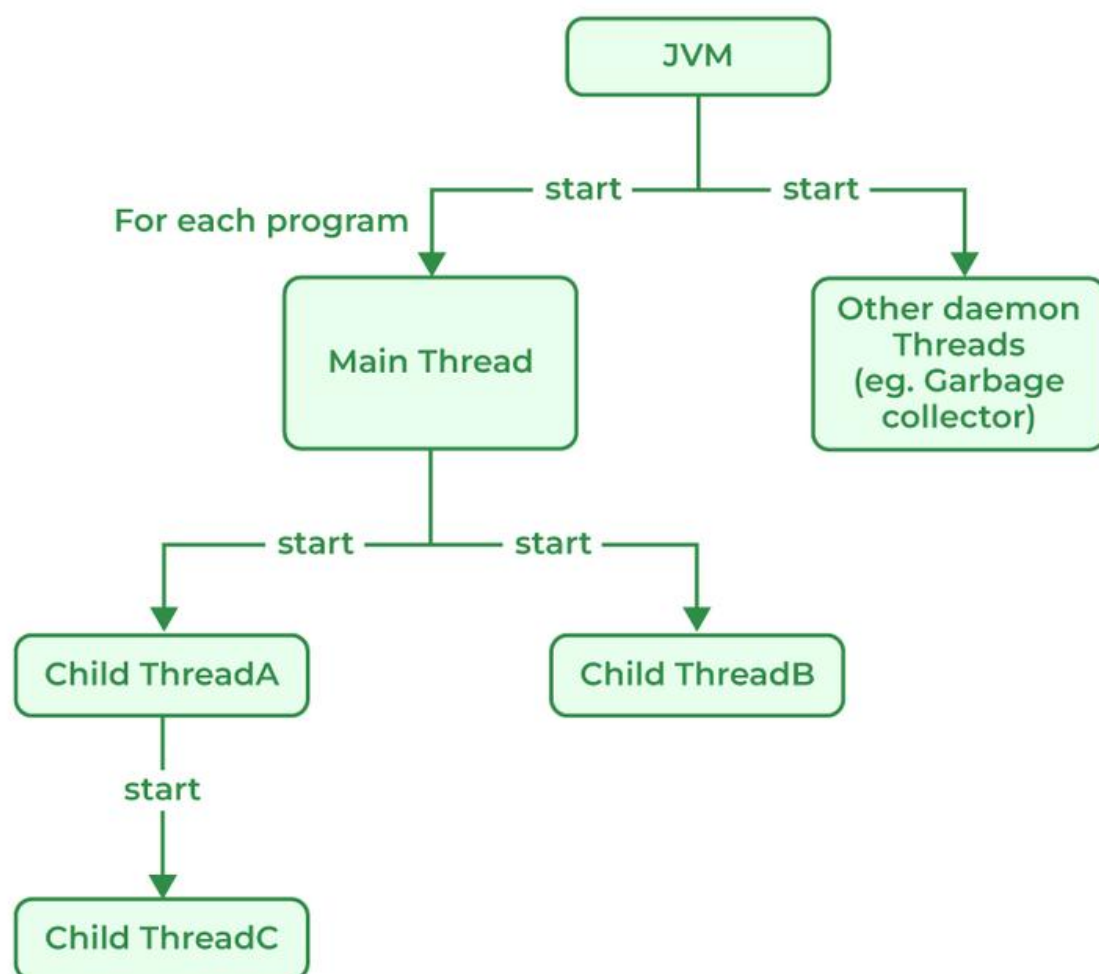 JVM
start
start
For each program
Main Thread
Other daemon
Threads
(eg. Garbage
collector)
start
start
Child ThreadA
Child ThreadB
start
Child ThreadC